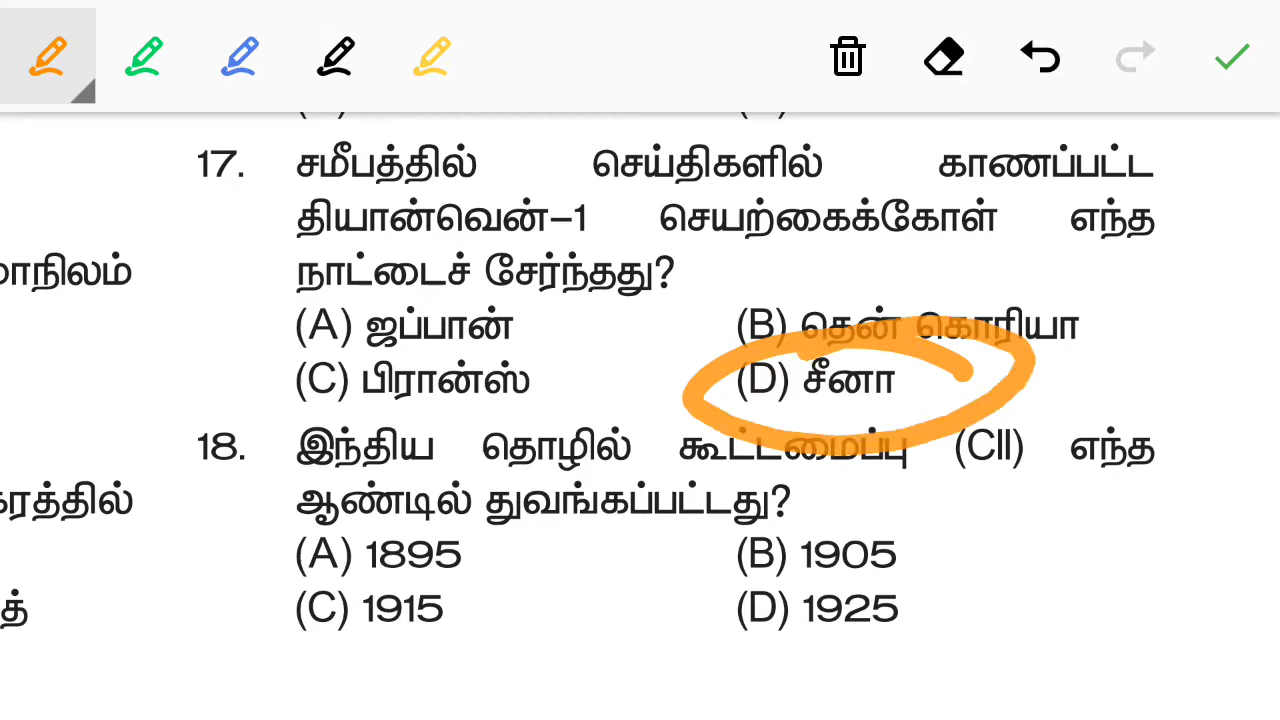 17. சமீபத்தில் செய்திகளில் காணப்பட்ட
தியான்வென்-1 செயற்கைக்கோள் எந்த
மாநிலம்
நாட்டைச் சேர்ந்தது?
(A) ஜப்பான் (B) தென் கொரியா
(C) பிரான்ஸ் (D) சீனா
18. இந்திய தொழில் கூட்டமைப்பு (CII) எந்த
கரத்தில்
ஆண்டில் துவங்கப்பட்டது?
(A) 1895 (B) 1905
த்
(C) 1915 (D) 1925